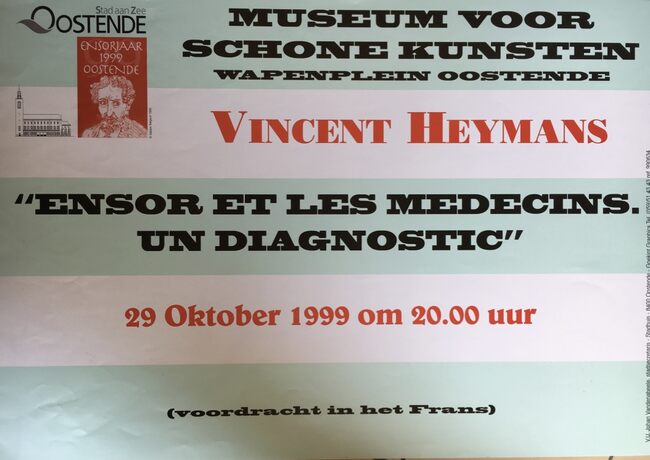 Stad aan Zee
OOSTENDE
ENSORJAAR
1999
OOSTENDE
MUSEUM VOOR
SCHONE KUNSTEN
WAPENPLEIN OOSTENDE
VINCENT HEYMANS
“ENSOR ET LES MEDECINS.
UN DIAGNOSTIC”
29 Oktober 1999 om 20.00 uur
(voordracht in het Frans)